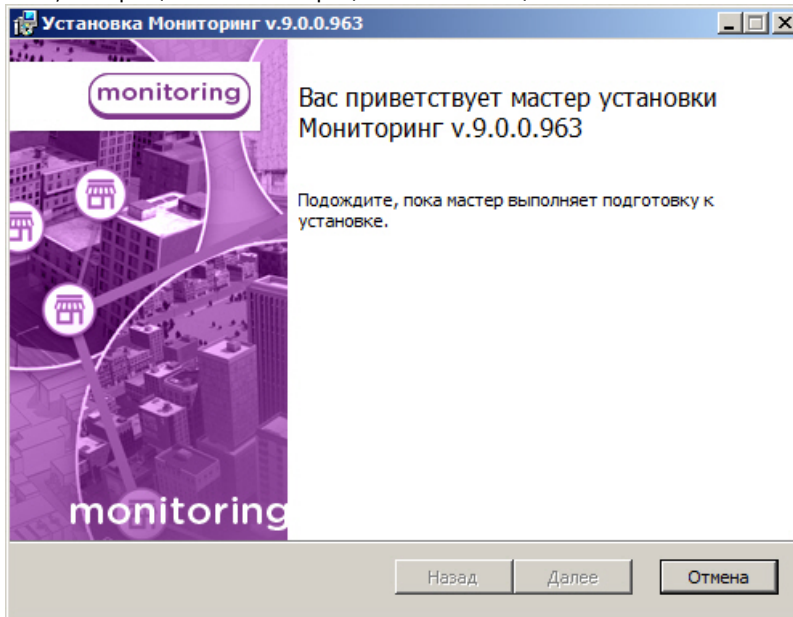 Установка Мониторинг v.9.0.0.963
monitoring
Вас приветствует мастер установки
Мониторинг v.9.0.0.963
Подождите, пока мастер выполняет подготовку к
установке.
monitoring
Назад
Далее
Отмена